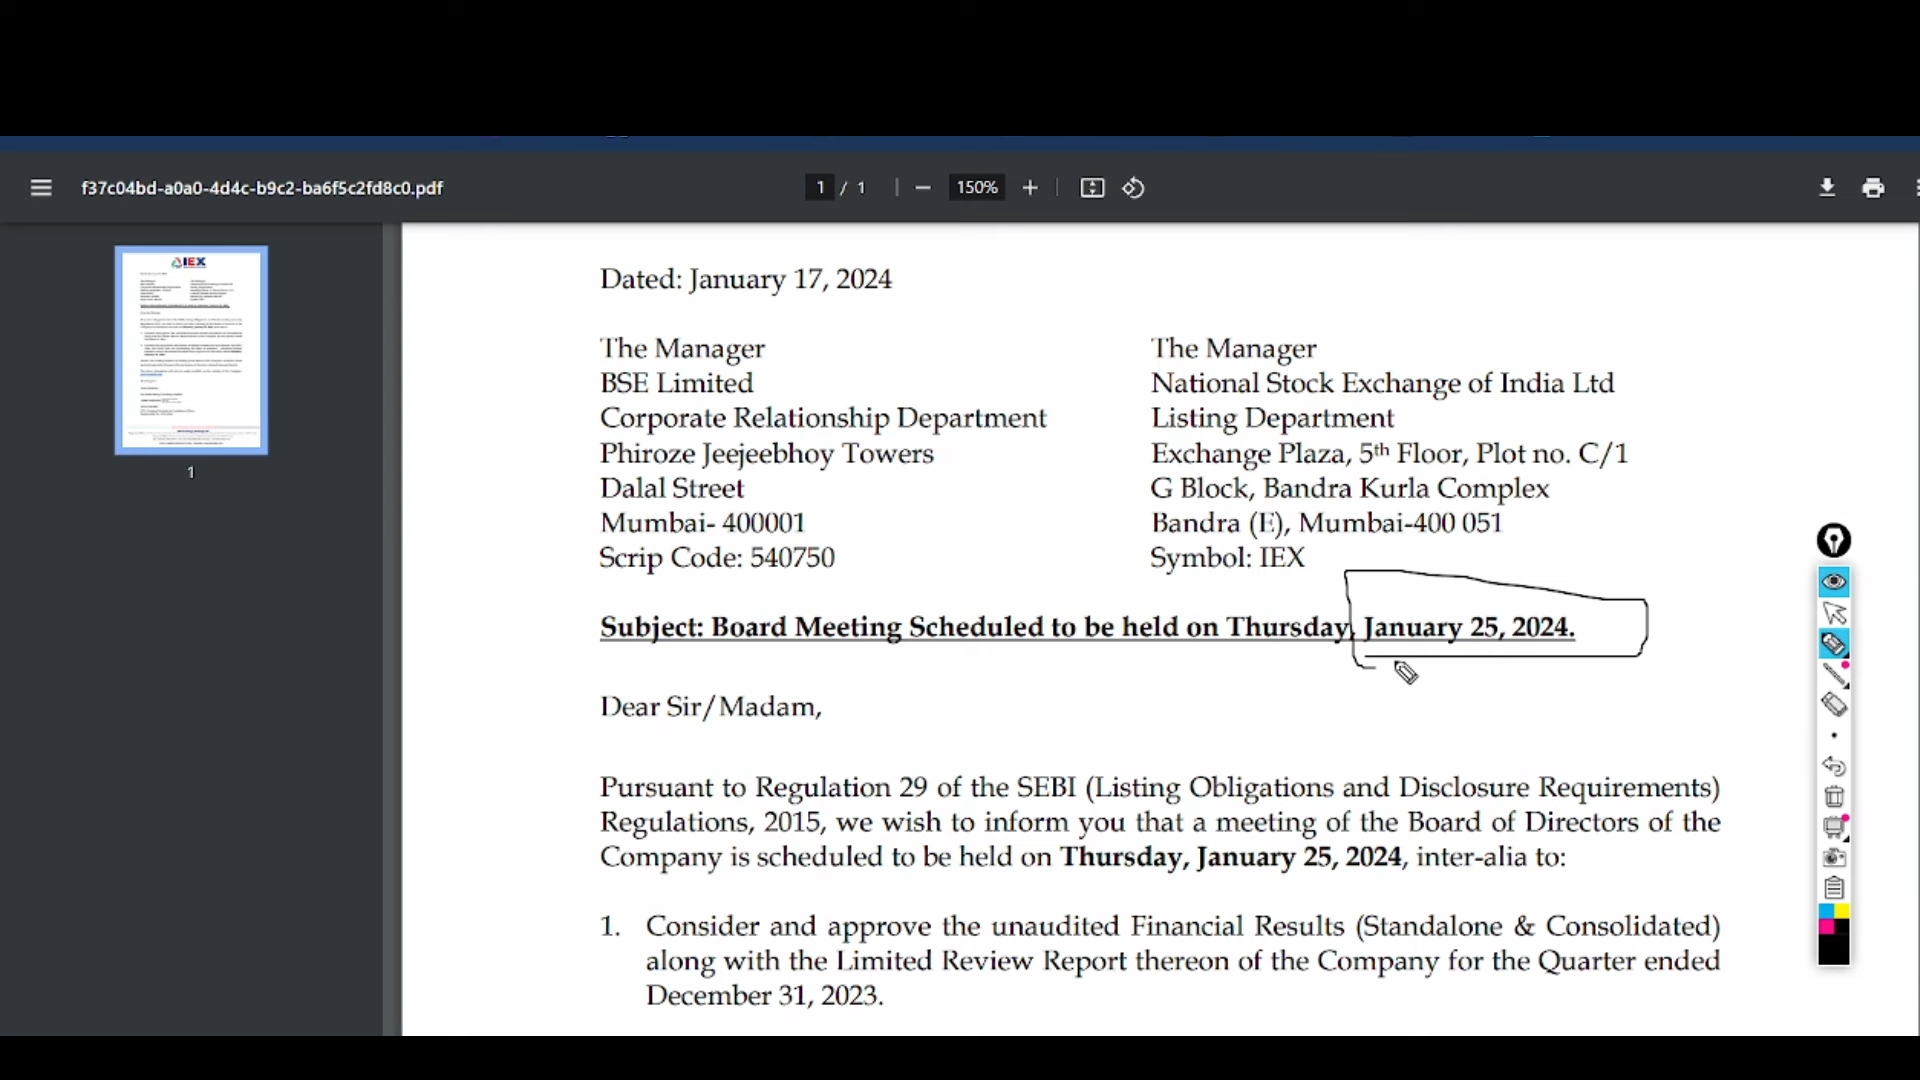 f37c04bd-a0a0-4d4c-b9c2-ba6f5c2fd8c0.pdf
1 / 1
150%
IEX
1
Dated: January 17, 2024
The Manager
BSE Limited
Corporate Relationship Department
Phiroze Jeejeebhoy Towers
Dalal Street
Mumbai- 400001
Scrip Code: 540750
The Manager
National Stock Exchange of India Ltd
Listing Department
Exchange Plaza, 5th Floor, Plot no. C/1
G Block, Bandra Kurla Complex
Bandra (E), Mumbai-400 051
Symbol: IEX
Subject: Board Meeting Scheduled to be held on Thursday, January 25, 2024.
Dear Sir/Madam,
Pursuant to Regulation 29 of the SEBI (Listing Obligations and Disclosure Requirements)
Regulations, 2015, we wish to inform you that a meeting of the Board of Directors of the
Company is scheduled to be held on Thursday, January 25, 2024, inter-alia to:
1. Consider and approve the unaudited Financial Results (Standalone & Consolidated)
along with the Limited Review Report thereon of the Company for the Quarter ended
December 31, 2023.